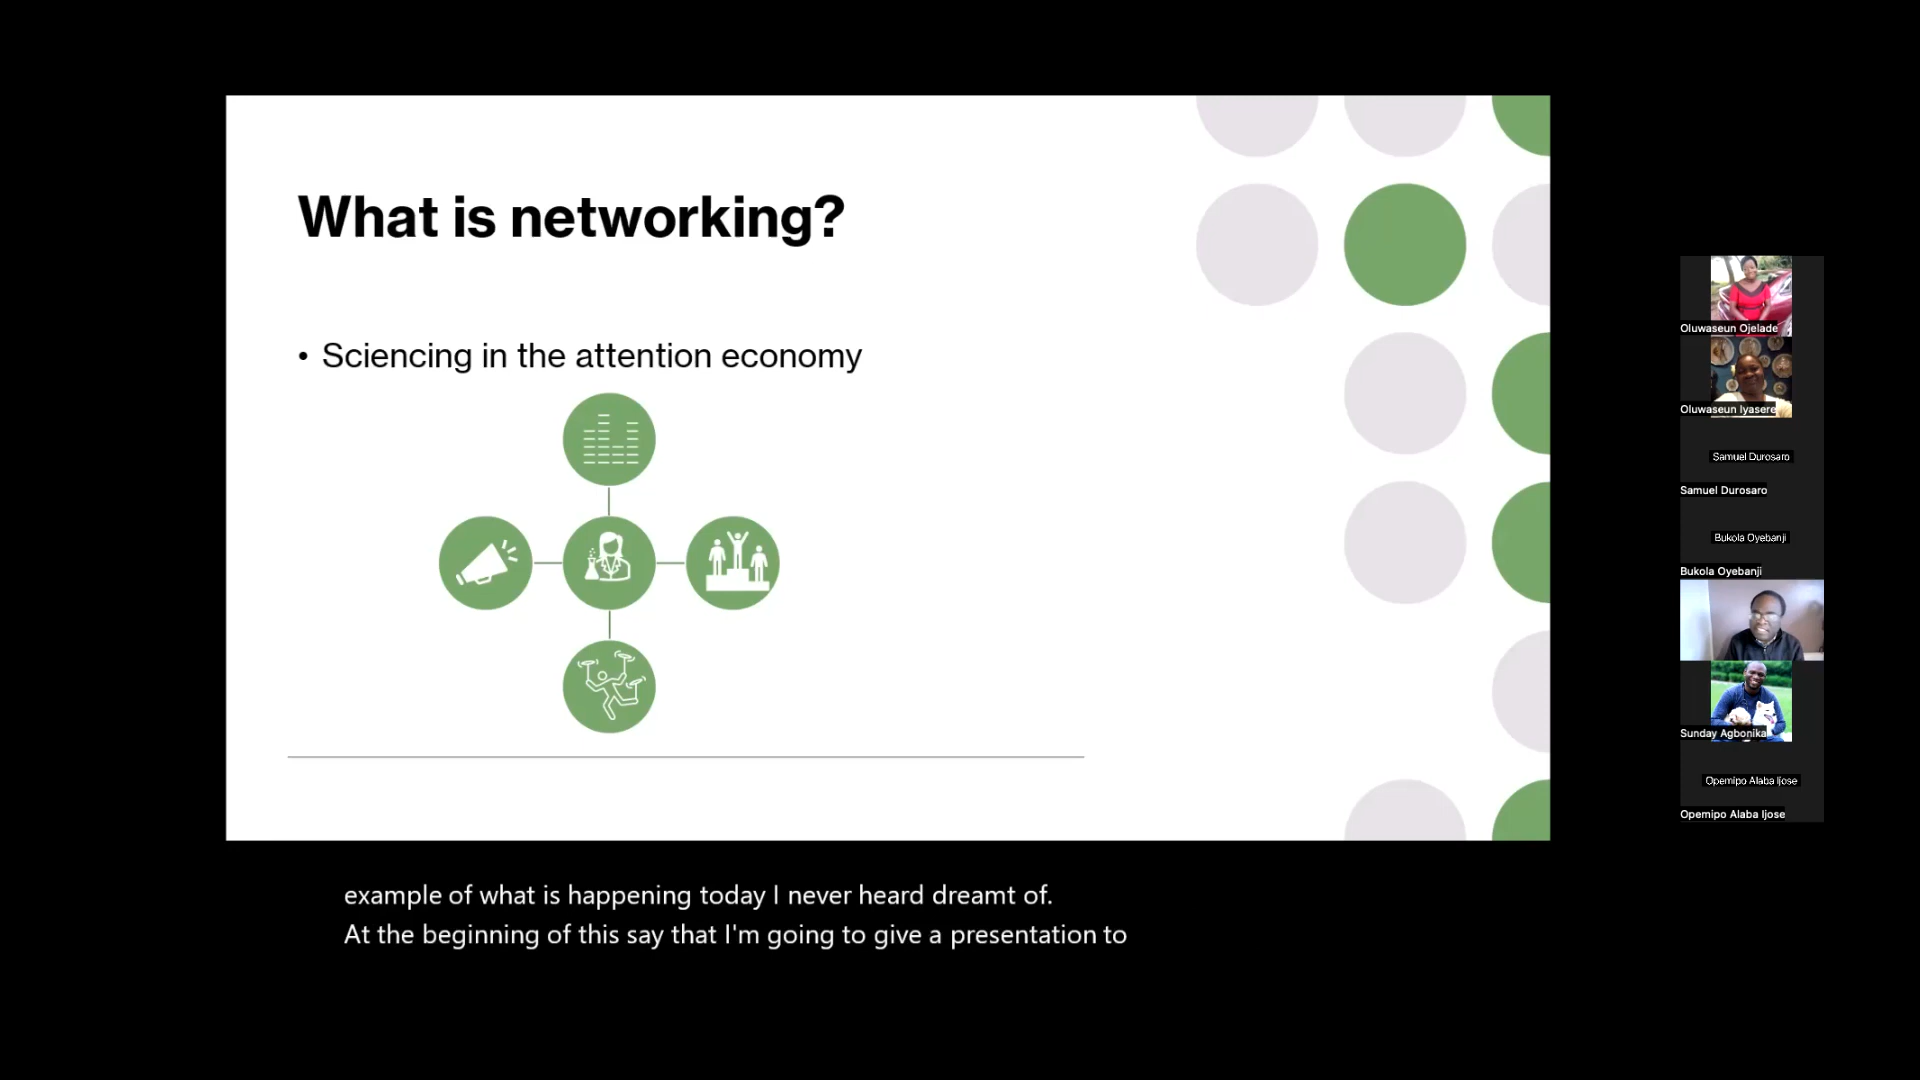 What is networking?
• Sciencing in the attention economy
Oluwaseun Ojelade
Oluwaseun Iyasere
Samuel Durosaro
Samuel Durosaro
Bukola Oyebanji
Bukola Oyebanji
Sunday Agbonika
Opemipo Alaba Ijose
Opemipo Alaba Ijose
example of what is happening today I never heard dreamt of.
At the beginning of this say that I'm going to give a presentation to